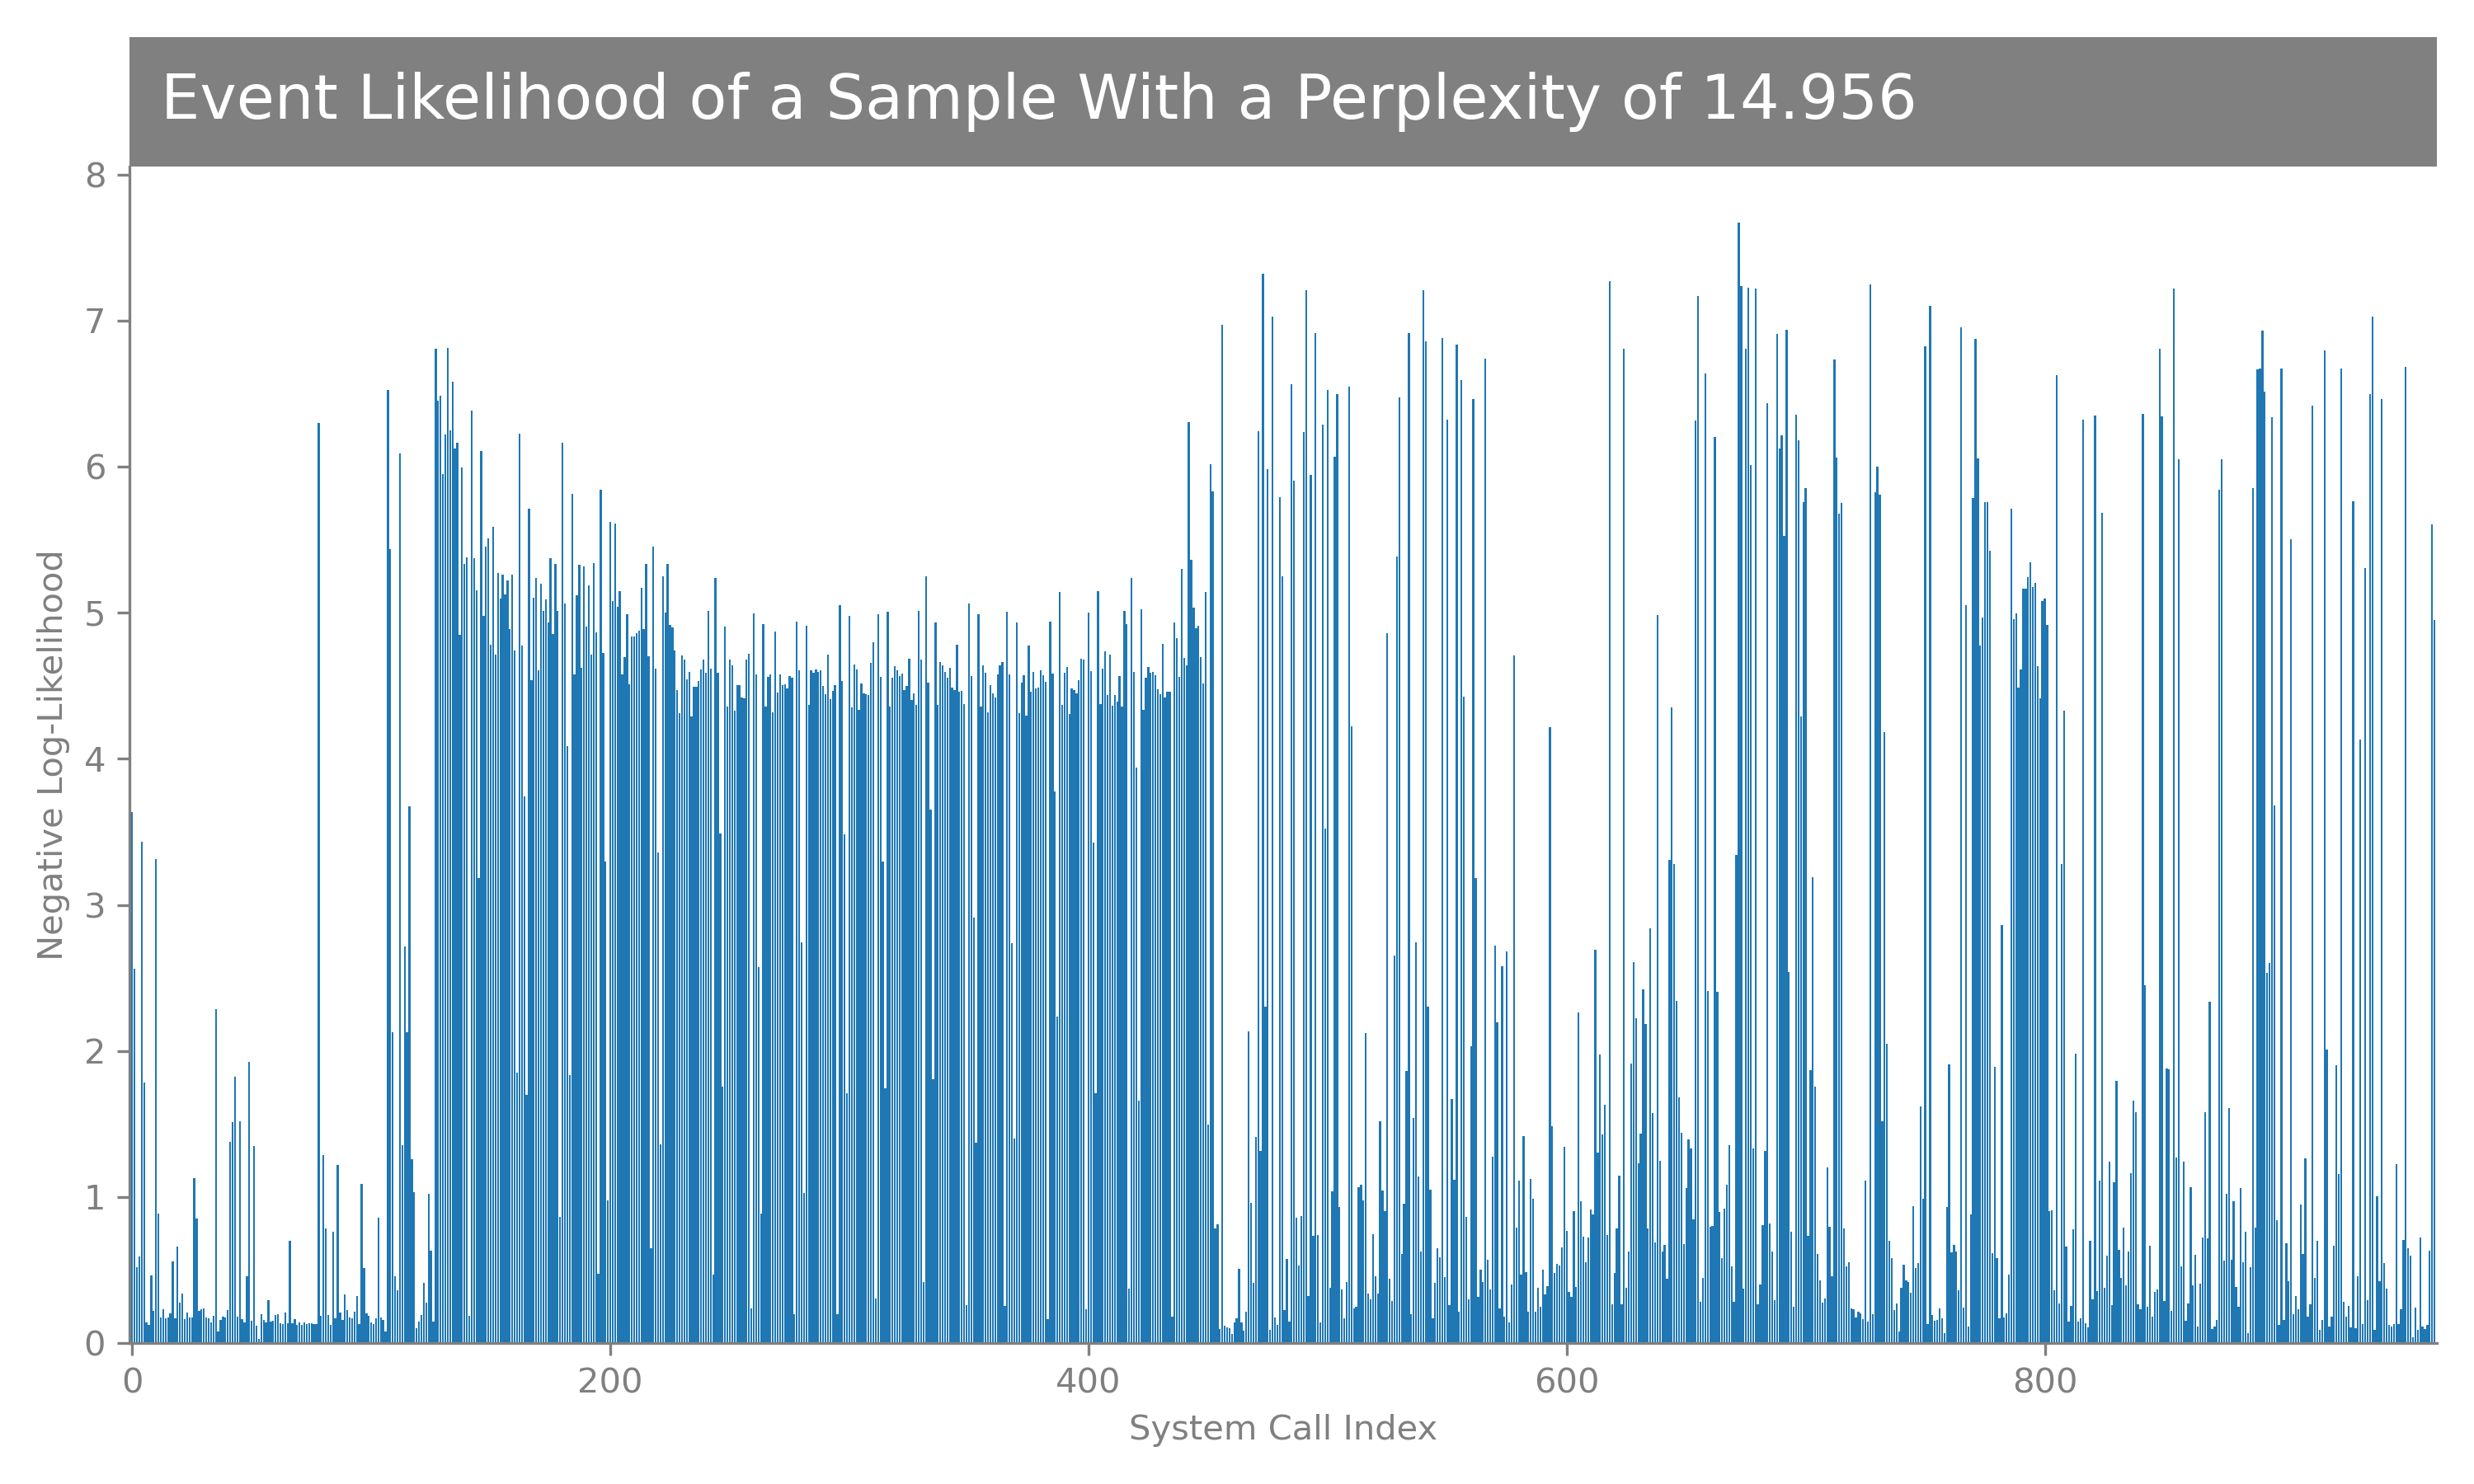 Event Likelihood of a Sample With a Perplexity of 14.956
8
7
6
5
4
3
2
1
0
Negative Log-Likelihood
0 200 400 600 800
System Call Index